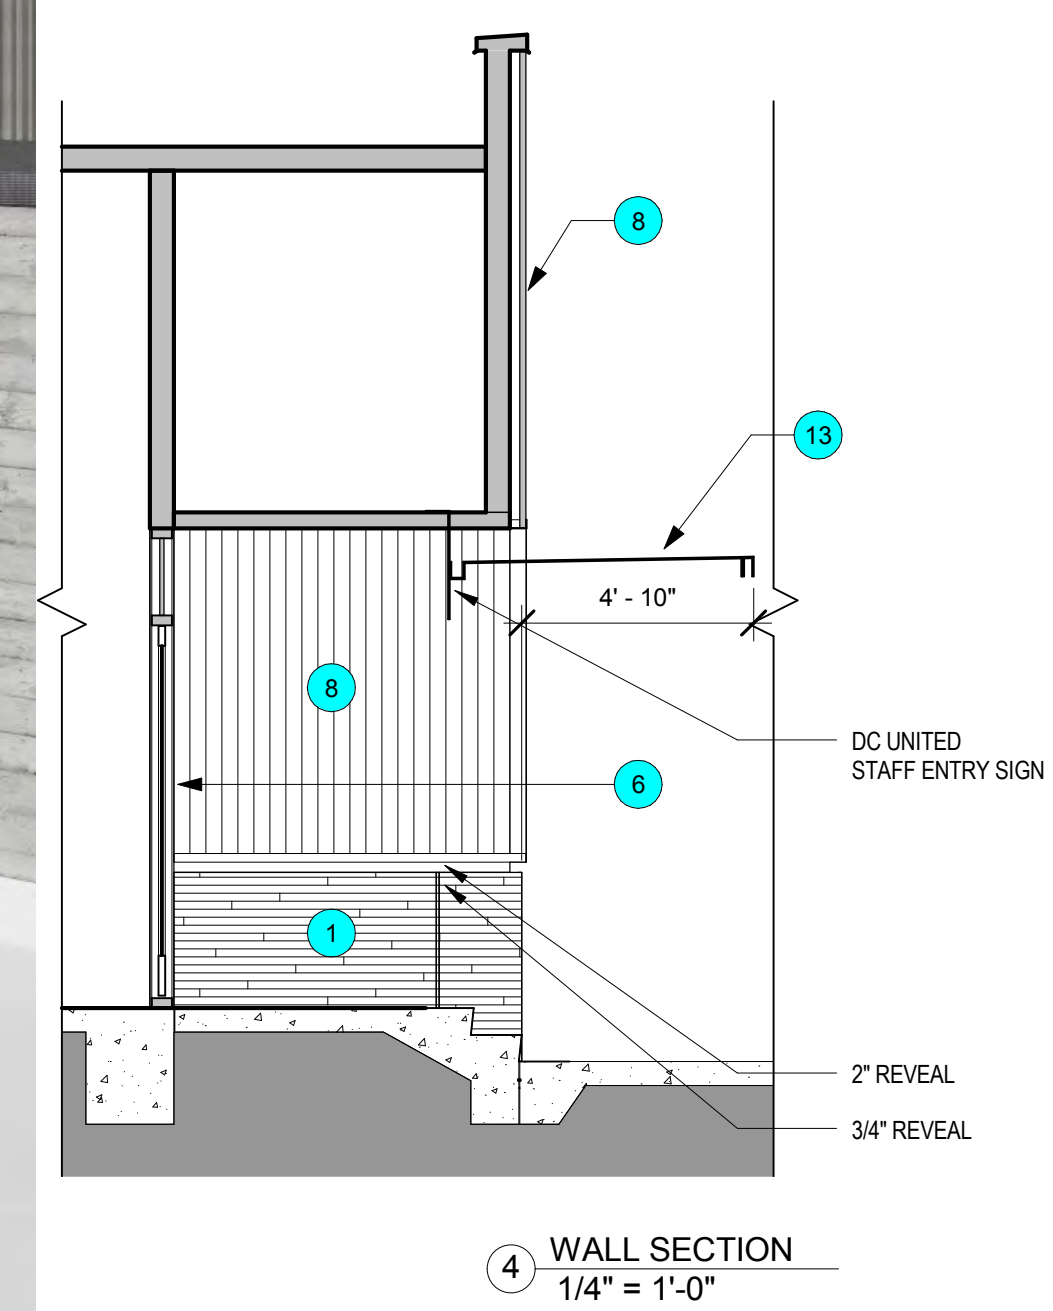 8
13
4' - 10"
8
DC UNITED
STAFF ENTRY SIGN
6
1
2" REVEAL
3/4" REVEAL
4
WALL SECTION
1/4" = 1'-0"